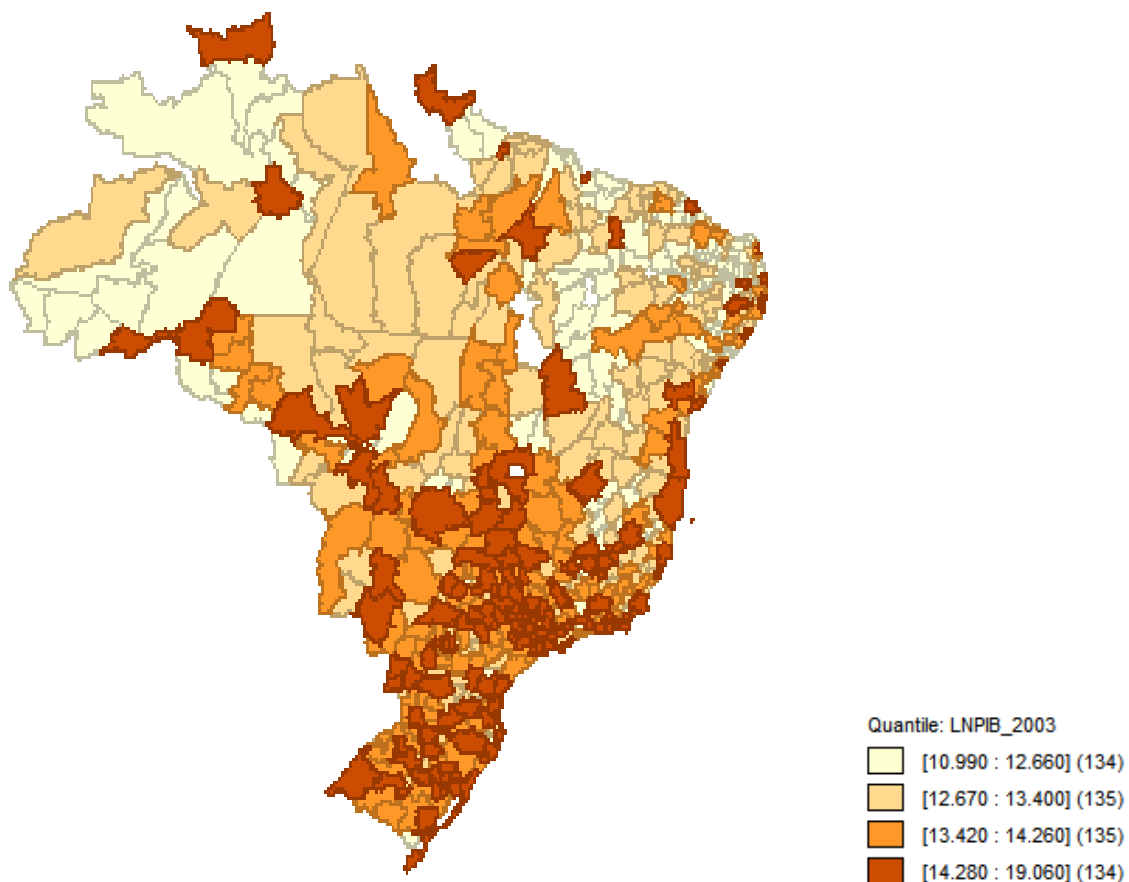 Quantile: LNPIB_2003
[10.990 : 12.660] (134)
[12.670 : 13.400] (135)
[13.420 : 14.260] (135)
[14.280 : 19.060] (134)